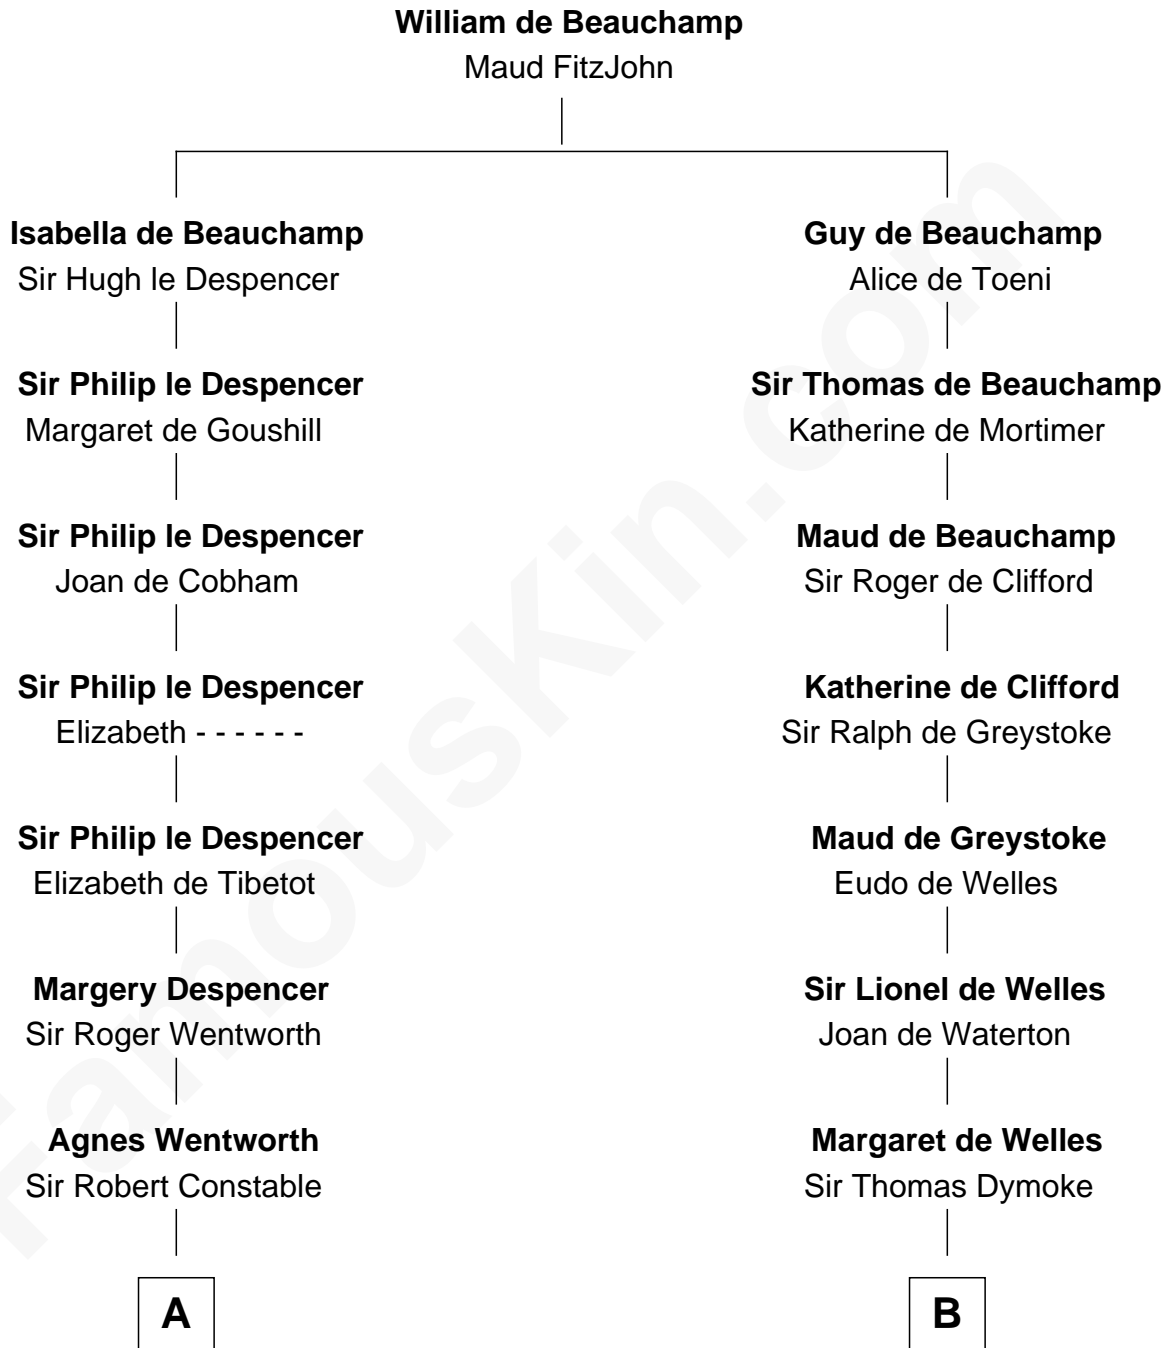 William de Beauchamp
Maud FitzJohn
Isabella de Beauchamp
Sir Hugh le Despencer
Guy de Beauchamp
Alice de Toeni
Sir Philip le Despencer
Margaret de Goushill
Sir Thomas de Beauchamp
Katherine de Mortimer
Sir Philip le Despencer
Joan de Cobham
Maud de Beauchamp
Sir Roger de Clifford
Sir Philip le Despencer
Elizabeth - - - - - -
Katherine de Clifford
Sir Ralph de Greystoke
Sir Philip le Despencer
Elizabeth de Tibetot
Maud de Greystoke
Eudo de Welles
Margery Despencer
Sir Roger Wentworth
Sir Lionel de Welles
Joan de Waterton
Agnes Wentworth
Sir Robert Constable
Margaret de Welles
Sir Thomas Dymoke
A
B
FamousKin.com